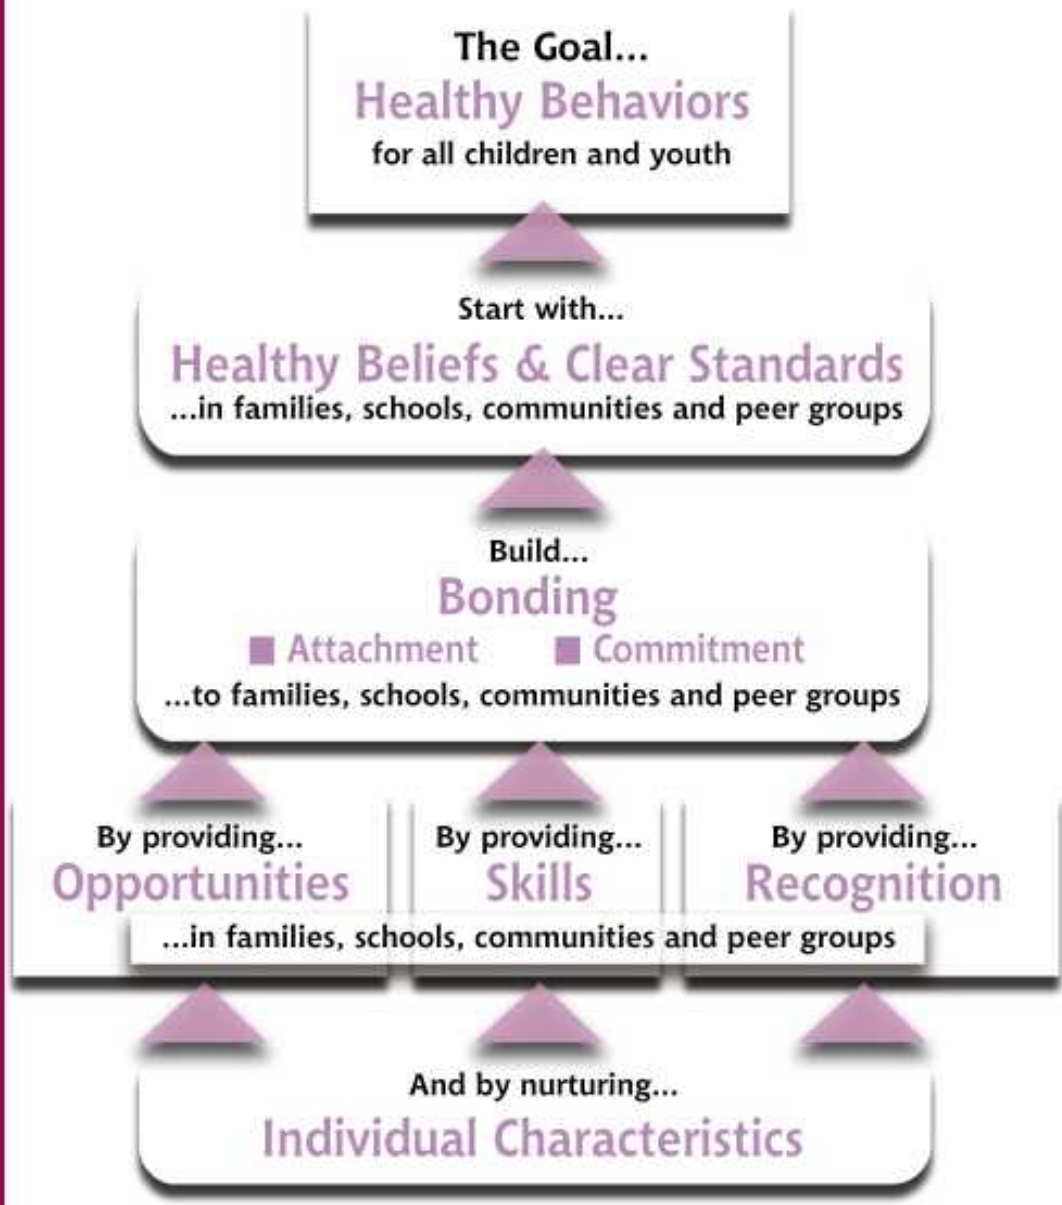 The Goal...
Healthy Behaviors
for all children and youth
Start with...
Healthy Beliefs & Clear Standards
...in families, schools, communities and peer groups
Build...
Bonding
Attachment Commitment
...to families, schools, communities and peer groups
By providing... By providing... By providing...
Opportunities Skills Recognition
...in families, schools, communities and peer groups
And by nurturing...
Individual Characteristics